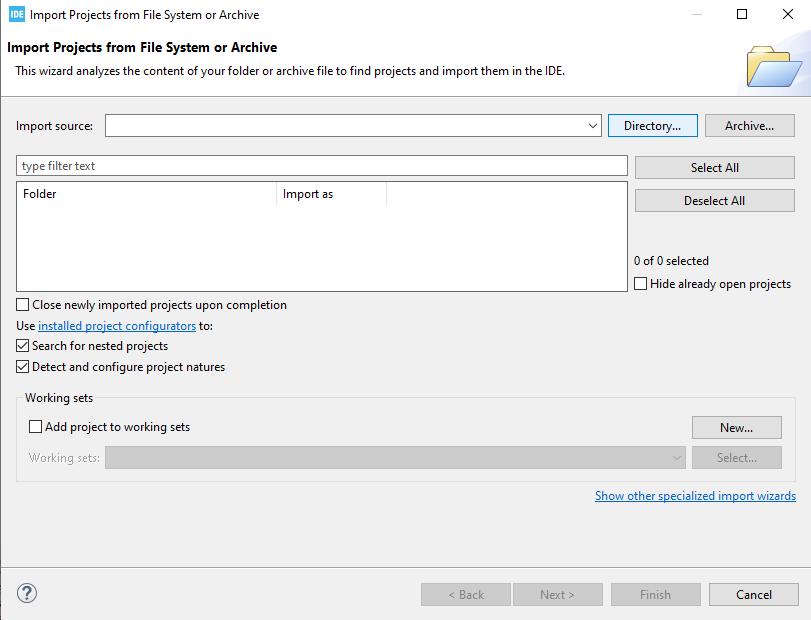 IDE Import Projects from File System or Archive
Import Projects from File System or Archive
This wizard analyzes the content of your folder or archive file to find projects and import them in the IDE.
Import source: Directory... Archive...
type filter text Select All
Folder Import as
Deselect All
0 of 0 selected
Hide already open projects
Close newly imported projects upon completion
Use installed project configurators to:
Search for nested projects
Detect and configure project natures
Working sets
Add project to working sets New...
Working sets: Select...
Show other specialized import wizards
? < Back Next > Finish Cancel